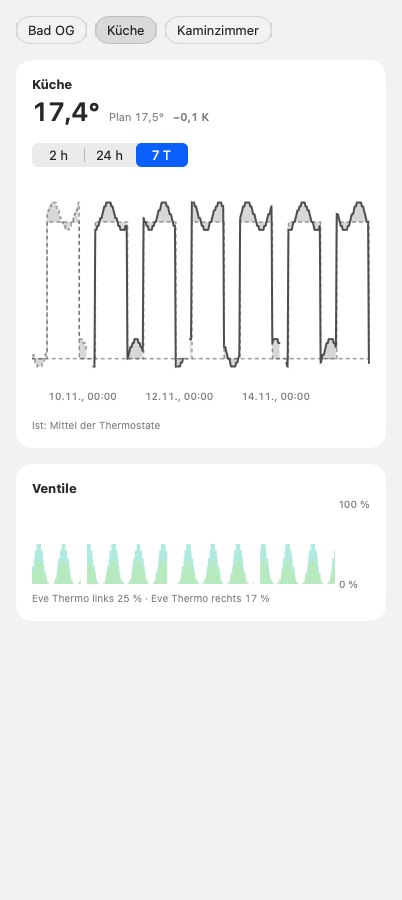 Bad OG
Küche
Kaminzimmer
Küche
17,4° Plan 17,5° −0,1 K
2 h
24 h
7 T
10.11., 00:00
12.11., 00:00
14.11., 00:00
Ist: Mittel der Thermostate
Ventile
100 %
0 %
Eve Thermo links 25 % · Eve Thermo rechts 17 %